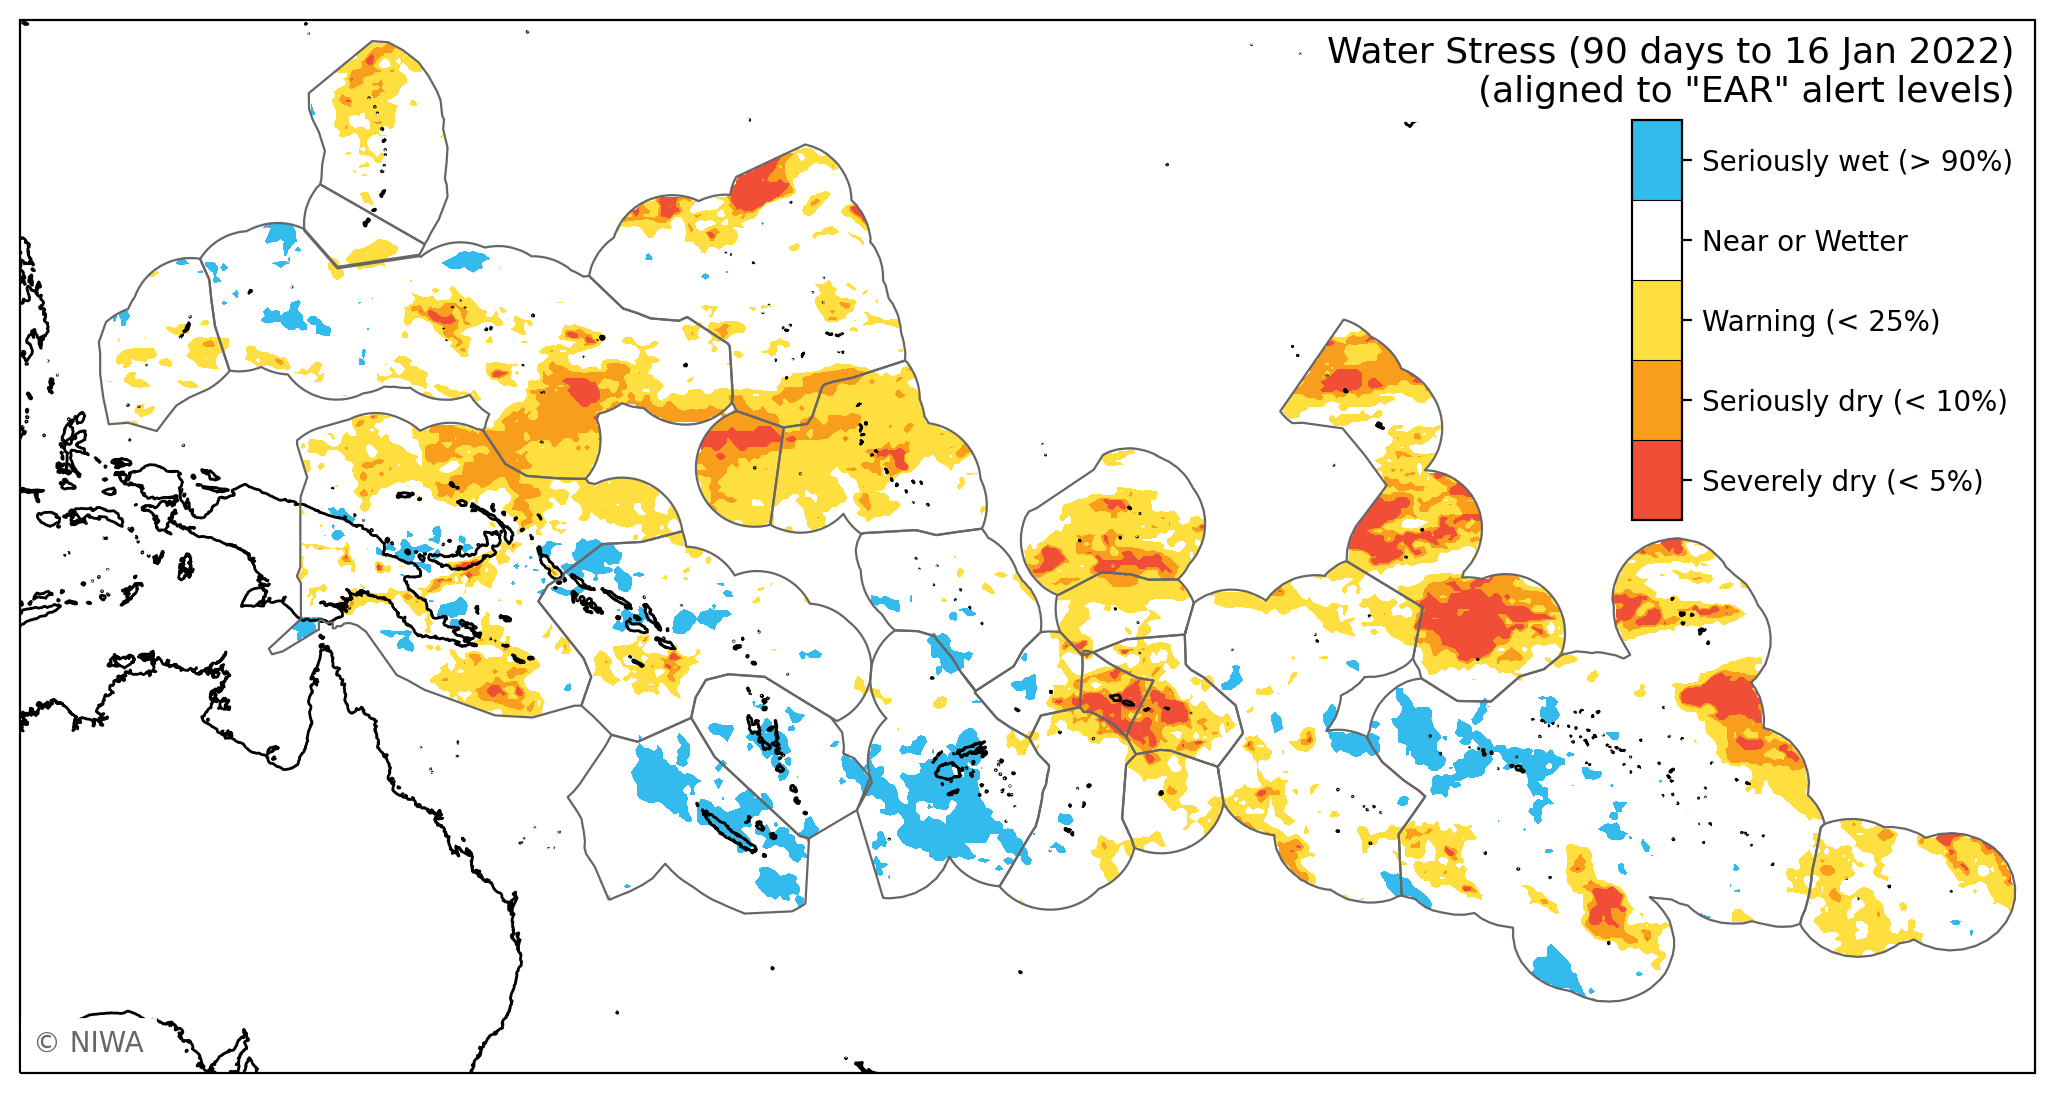 Water Stress (90 days to 16 Jan 2022)
(aligned to "EAR" alert levels)
Seriously wet (> 90%)
Near or Wetter
Warning (< 25%)
Seriously dry (< 10%)
Severely dry (< 5%)
© NIWA